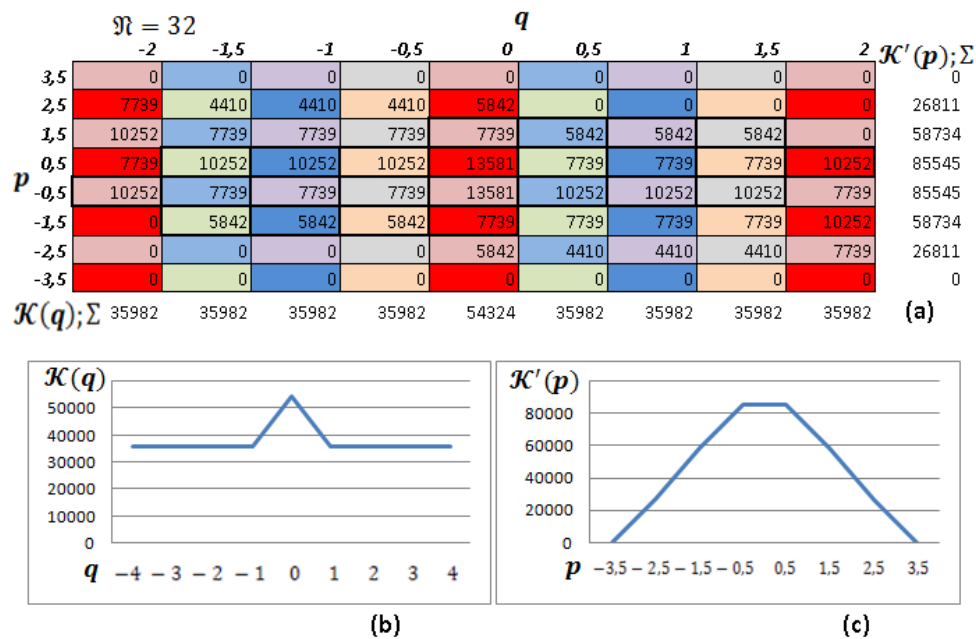 q
𝔑 = 32
-2 -1,5 -1 -0,5 0 0,5 1 1,5 2 𝓚′(p);Σ
3,5 0 0 0 0 0 0 0 0 0 0
2,5 7739 4410 4410 4410 5842 0 0 0 0 26811
1,5 10252 7739 7739 7739 7739 5842 5842 5842 0 58734
0,5 7739 10252 10252 10252 13581 7739 7739 7739 10252 85545
p
-0,5 10252 7739 7739 7739 13581 10252 10252 10252 7739 85545
-1,5 0 5842 5842 5842 7739 7739 7739 7739 10252 58734
-2,5 0 0 0 0 5842 4410 4410 4410 7739 26811
-3,5 0 0 0 0 0 0 0 0 0 0
𝓚(q);Σ 35982 35982 35982 35982 54324 35982 35982 35982 35982 (a)
𝓚(q)
50000
40000
30000
20000
10000
0
q −4 −3 −2 −1 0 1 2 3 4
(b)
𝓚′(p)
80000
60000
40000
20000
0
p −3,5 −2,5 −1,5 −0,5 0,5 1,5 2,5 3,5
(c)